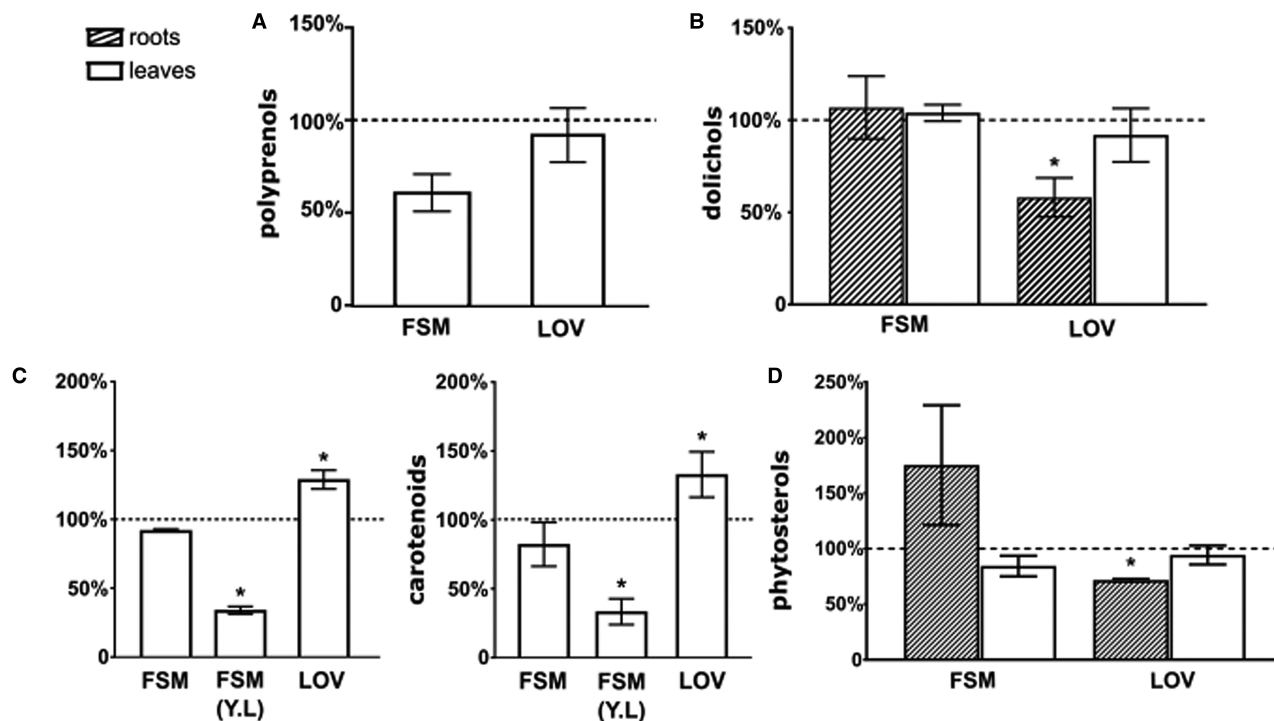 roots
leaves
A
150%
100%
50%
0
polyprenols
FSM
LOV
B
150%
100%
50%
0
dolichols
*
FSM
LOV
C
200%
150%
100%
50%
0
*
*
FSM
FSM
(Y.L)
LOV
200%
150%
100%
50%
0
carotenoids
*
*
FSM
FSM
(Y.L)
LOV
D
250%
200%
150%
100%
50%
0
phytosterols
*
FSM
LOV